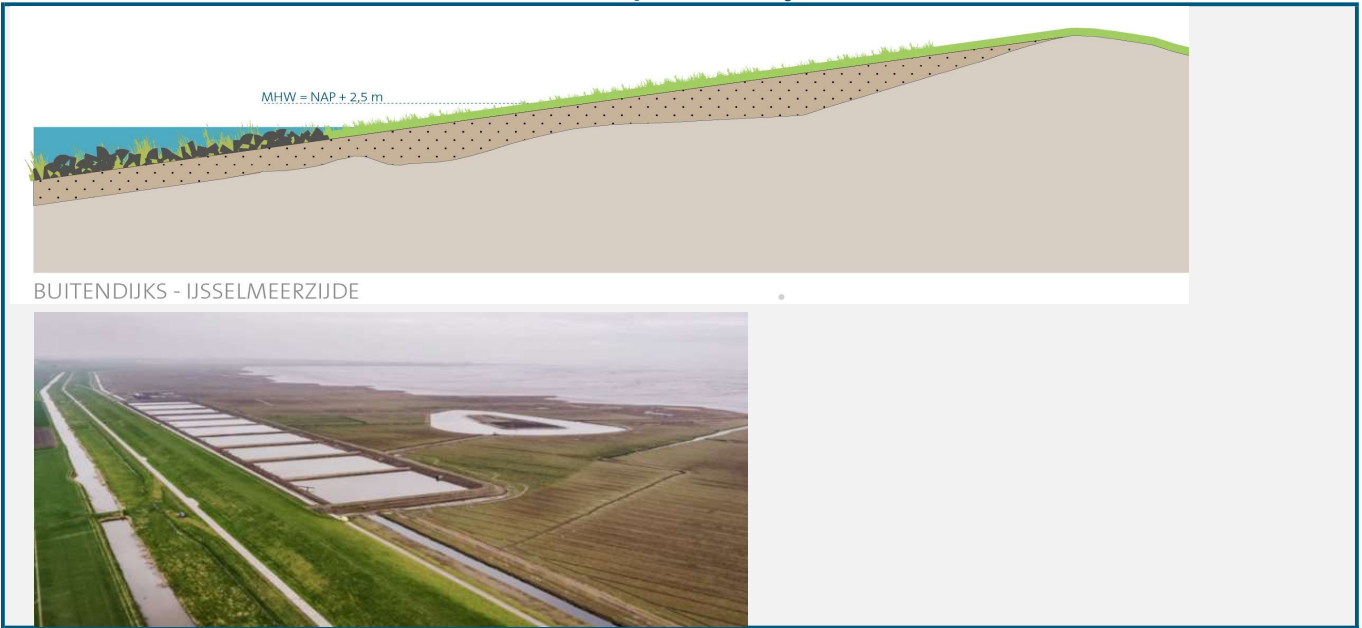 MHW = NAP + 2,5 m
BUITENDIJKS - IJSSELMEERZIJDE